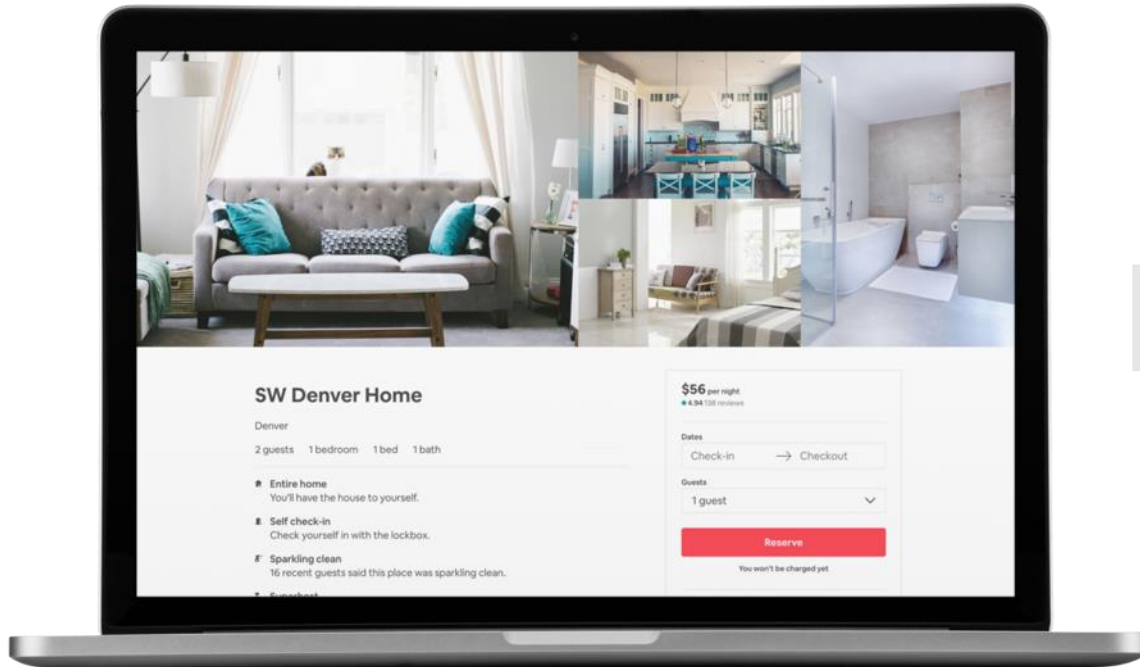 SW Denver Home
Denver
2 guests 1 bedroom 1 bed 1 bath
Entire home
You'll have the house to yourself.
Self check-in
Check yourself in with the lockbox.
Sparkling clean
16 recent guests said this place was sparkling clean.
Superhost
$56 per night
4.94 138 reviews
Dates
Check-in → Checkout
Guests
1 guest
Reserve
You won't be charged yet